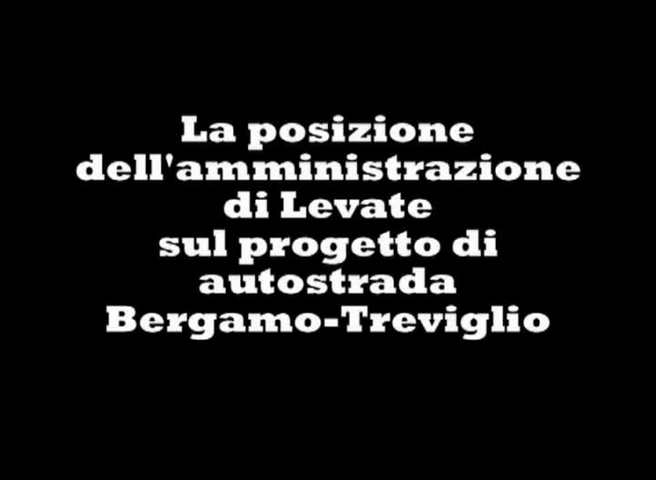 La posizione
dell'amministrazione
di Levate
sul progetto di
autostrada
Bergamo-Treviglio